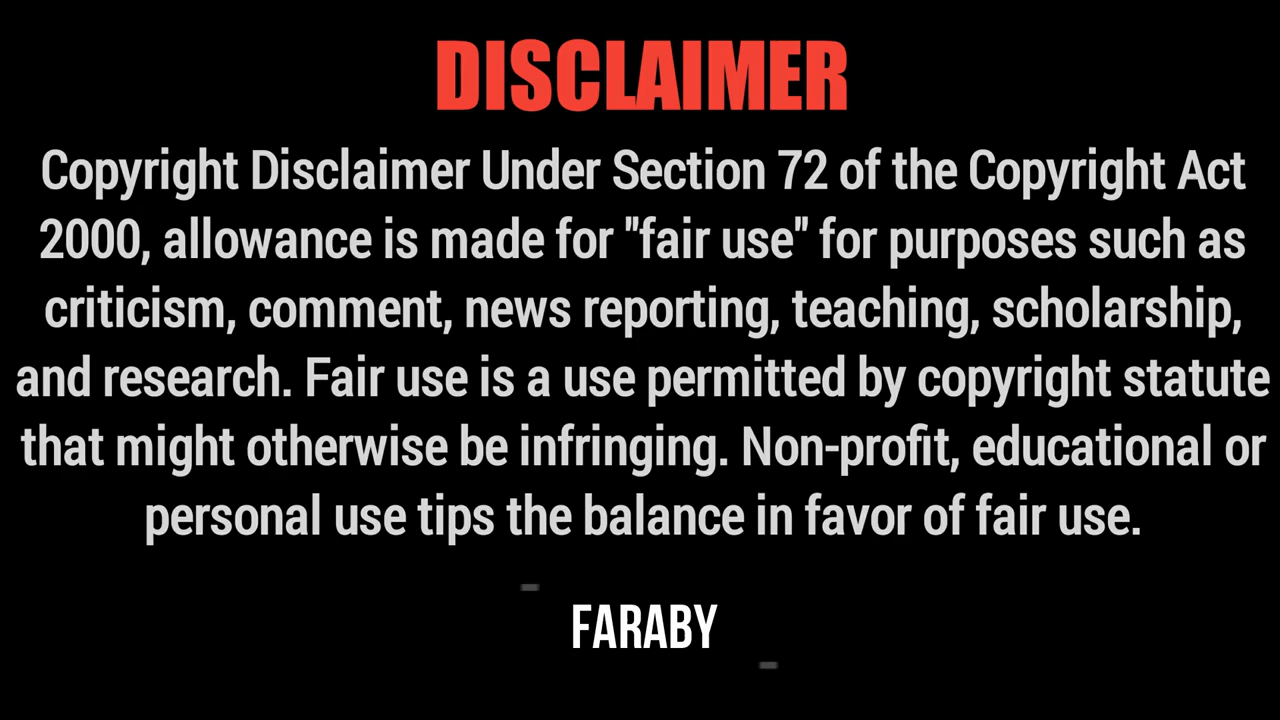 DISCLAIMER
Copyright Disclaimer Under Section 72 of the Copyright Act
2000, allowance is made for "fair use" for purposes such as
criticism, comment, news reporting, teaching, scholarship,
and research. Fair use is a use permitted by copyright statute
that might otherwise be infringing. Non-profit, educational or
personal use tips the balance in favor of fair use.
FARABY